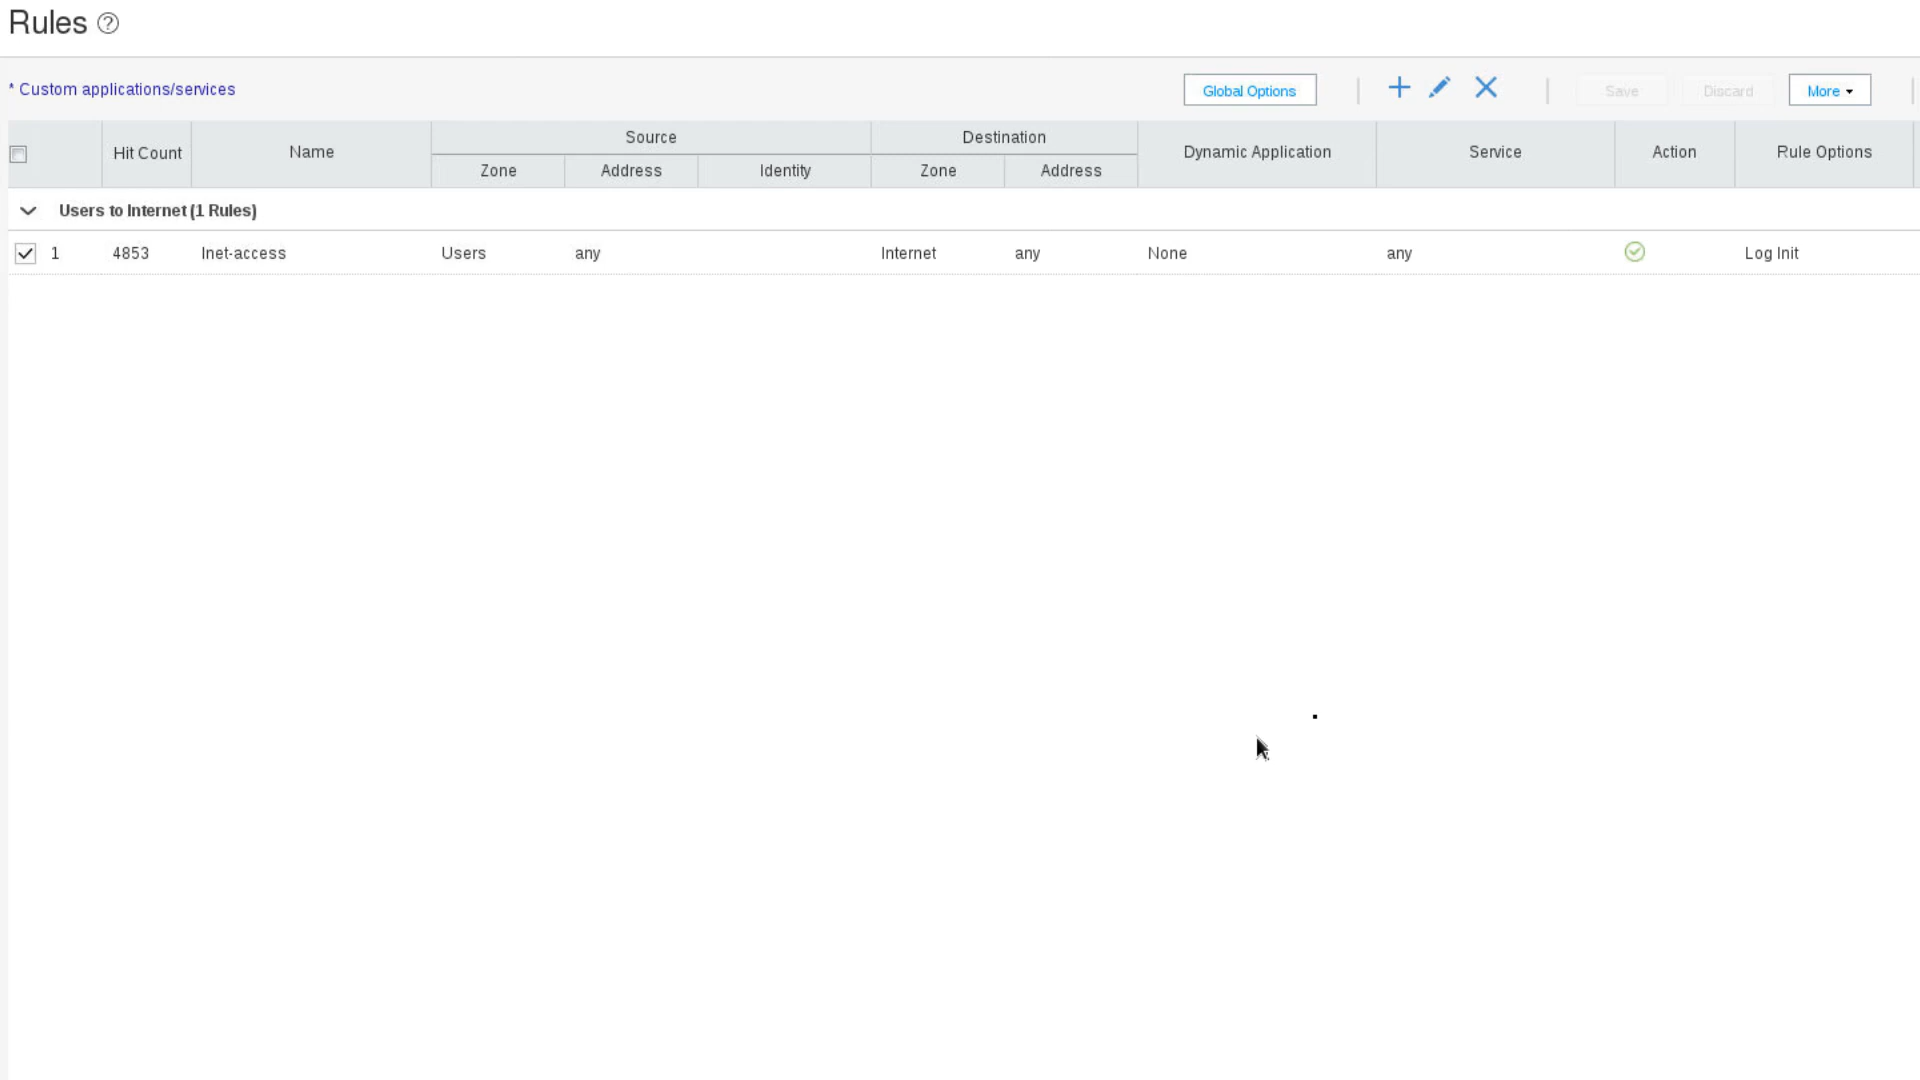 Rules ?
* Custom applications/services
Global Options
Save
Discard
More
Hit Count
Name
Source
Zone
Address
Identity
Destination
Zone
Address
Dynamic Application
Service
Action
Rule Options
Users to Internet (1 Rules)
1 4853 Inet-access Users any Internet any None any Log Init